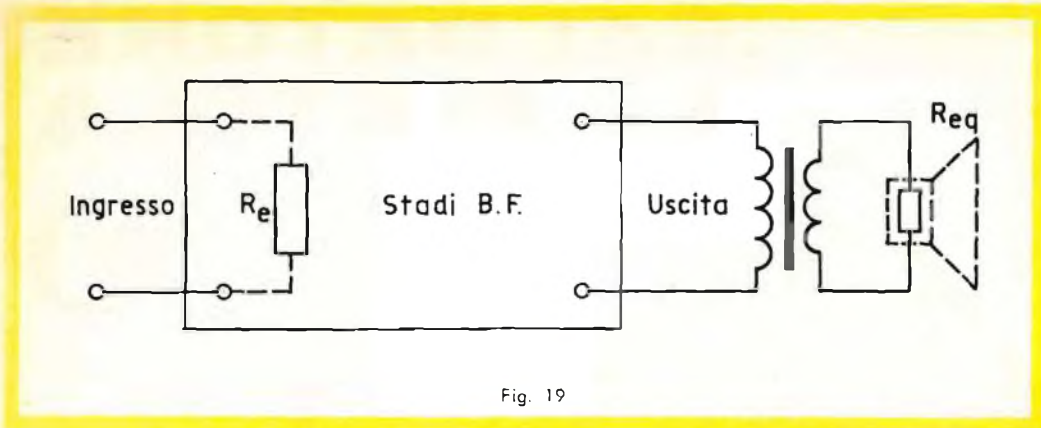 Req
Ingresso
Re
Stadi B.F.
Uscita
Fig. 19